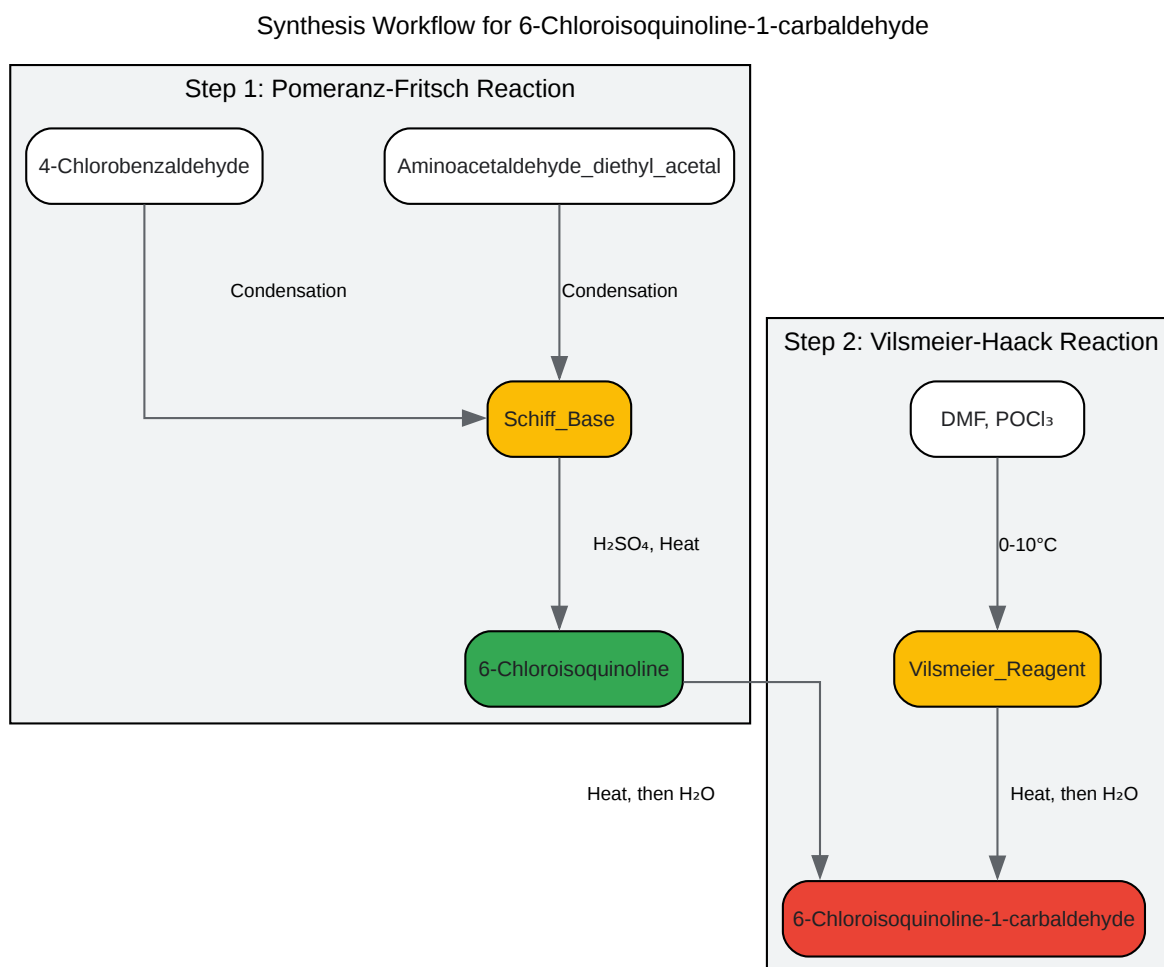 Synthesis Workflow for 6-Chloroisoquinoline-1-carbaldehyde
Step 1: Pomeranz-Fritsch Reaction
4-Chlorobenzaldehyde
Aminoacetaldehyde_diethyl_acetal
Condensation
Condensation
Schiff_Base
H₂SO₄, Heat
6-Chloroisoquinoline
Heat, then H₂O
Step 2: Vilsmeier-Haack Reaction
DMF, POCl₃
0-10°C
Vilsmeier_Reagent
Heat, then H₂O
6-Chloroisoquinoline-1-carbaldehyde